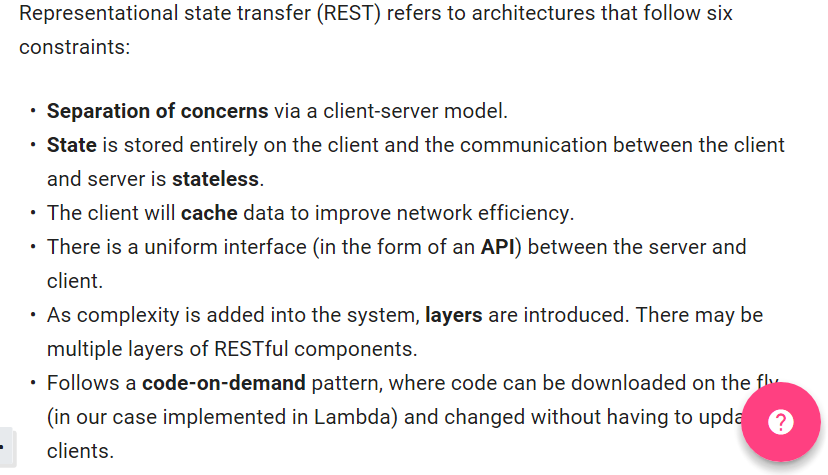 Representational state transfer (REST) refers to architectures that follow six
constraints:
• Separation of concerns via a client-server model.
• State is stored entirely on the client and the communication between the client
and server is stateless.
• The client will cache data to improve network efficiency.
• There is a uniform interface (in the form of an API) between the server and
client.
• As complexity is added into the system, layers are introduced. There may be
multiple layers of RESTful components.
• Follows a code-on-demand pattern, where code can be downloaded on the fly
(in our case implemented in Lambda) and changed without having to upda
clients.
?